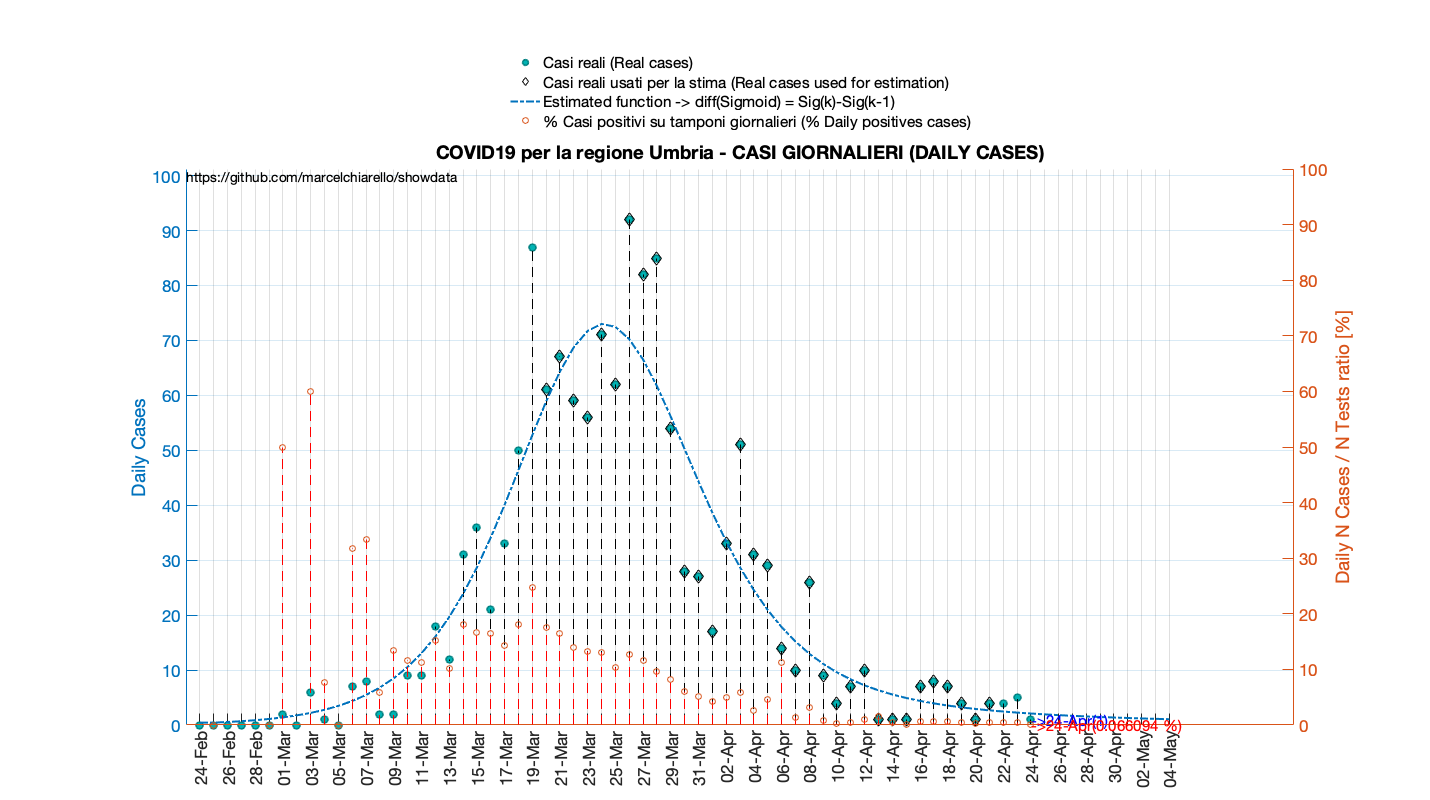 Casi reali (Real cases)
Casi reali usati per la stima (Real cases used for estimation)
Estimated function -> diff(Sigmoid) = Sig(k)-Sig(k-1)
% Casi positivi su tamponi giornalieri (% Daily positives cases)
COVID19 per la regione Umbria - CASI GIORNALIERI (DAILY CASES)
https://github.com/marcelchiarello/showdata
Daily Cases
100
90
80
70
60
50
40
30
20
10
0
Daily N Cases / N Tests ratio [%]
100
90
80
70
60
50
40
30
20
10
0
>24-Apr(1)
->24-Apr(0.066094 %)
24-Feb
26-Feb
28-Feb
01-Mar
03-Mar
05-Mar
07-Mar
09-Mar
11-Mar
13-Mar
15-Mar
17-Mar
19-Mar
21-Mar
23-Mar
25-Mar
27-Mar
29-Mar
31-Mar
02-Apr
04-Apr
06-Apr
08-Apr
10-Apr
12-Apr
14-Apr
16-Apr
18-Apr
20-Apr
22-Apr
24-Apr
26-Apr
28-Apr
30-Apr
02-May
04-May